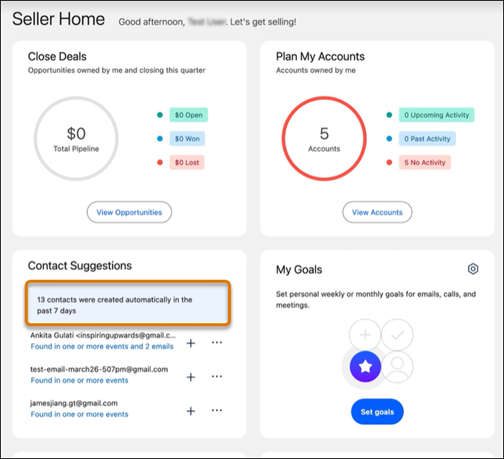 Seller Home
Good afternoon, Test User. Let's get selling!
Close Deals
Opportunities owned by me and closing this quarter
$0
Total Pipeline
$0 Open
$0 Won
$0 Lost
View Opportunities
Plan My Accounts
Accounts owned by me
5
Accounts
0 Upcoming Activity
0 Past Activity
5 No Activity
View Accounts
Contact Suggestions
13 contacts were created automatically in the
past 7 days
Ankita Gulati <inspiringupwards@gmail.c...
Found in one or more events and 2 emails
test-email-march26-507pm@gmail.com
Found in one or more events
jamesjiang.gt@gmail.com
Found in one or more events
My Goals
Set personal weekly or monthly goals for emails, calls, and
meetings.
Set goals